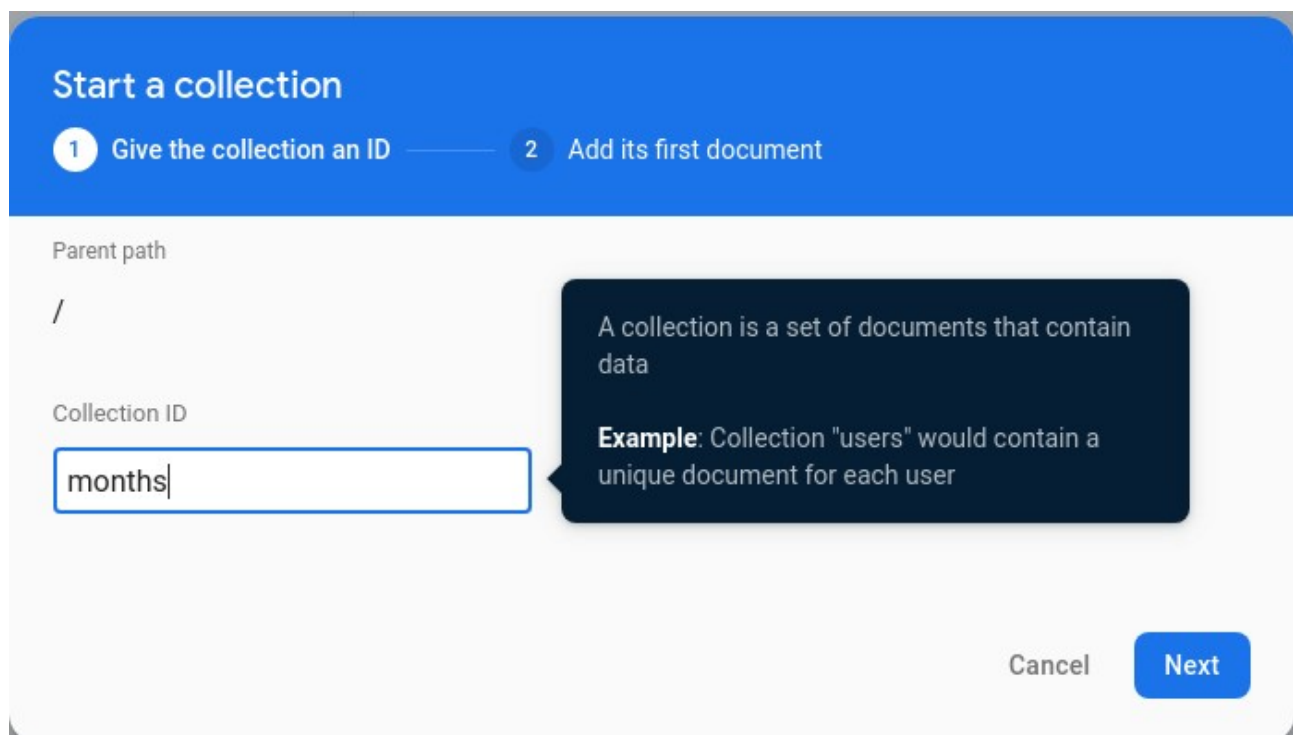 Start a collection
1 Give the collection an ID 2 Add its first document
Parent path
/
A collection is a set of documents that contain
data
Collection ID
Example: Collection "users" would contain a
unique document for each user
months
Cancel Next